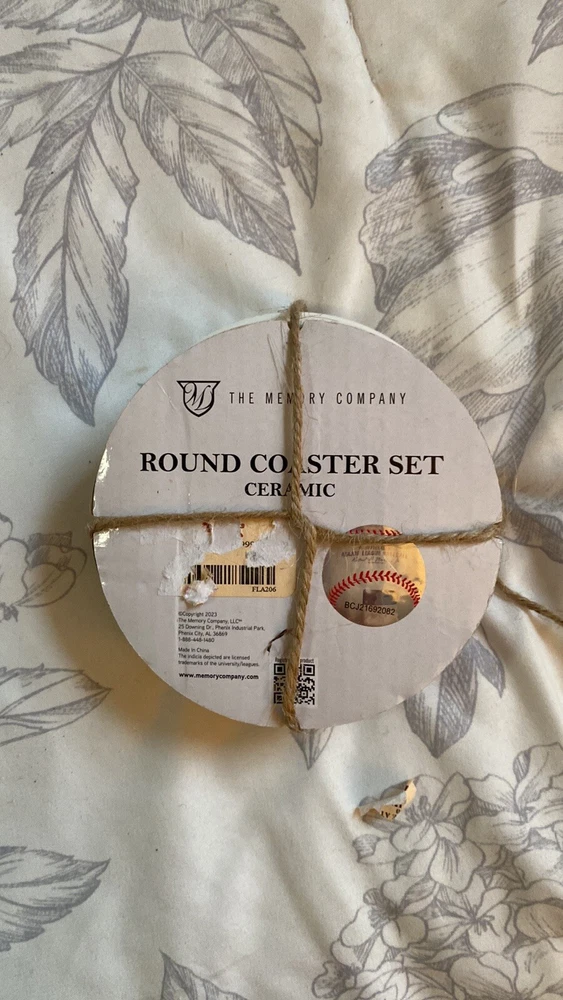 THE MEMORY COMPANY
ROUND COASTER SET
CERAMIC
FLA206
BCJ21692082
©Copyright 2023
The Memory Company, LLC™
25 Downing Dr., Phenix Industrial Park,
Phenix City, AL 36869
1-888-448-1480
Made in China
The indicia depicted are licensed
trademarks of the university/leagues.
www.memorycompany.com
product